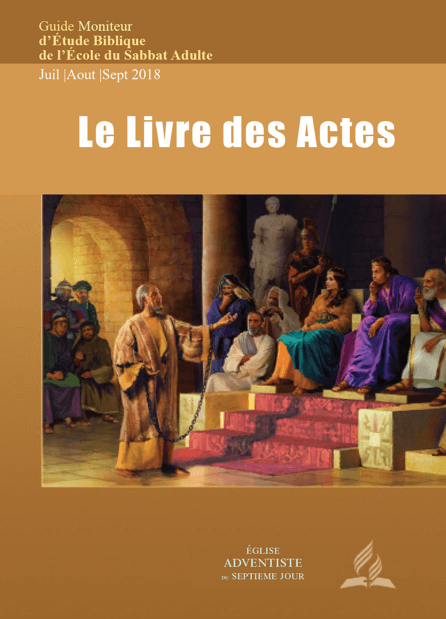 Guide Moniteur
d'Étude Biblique
de l'École du Sabbat Adulte
Juil |Aout |Sept 2018
Le Livre des Actes
ÉGLISE
ADVENTISTE
DU SEPTIEME JOUR